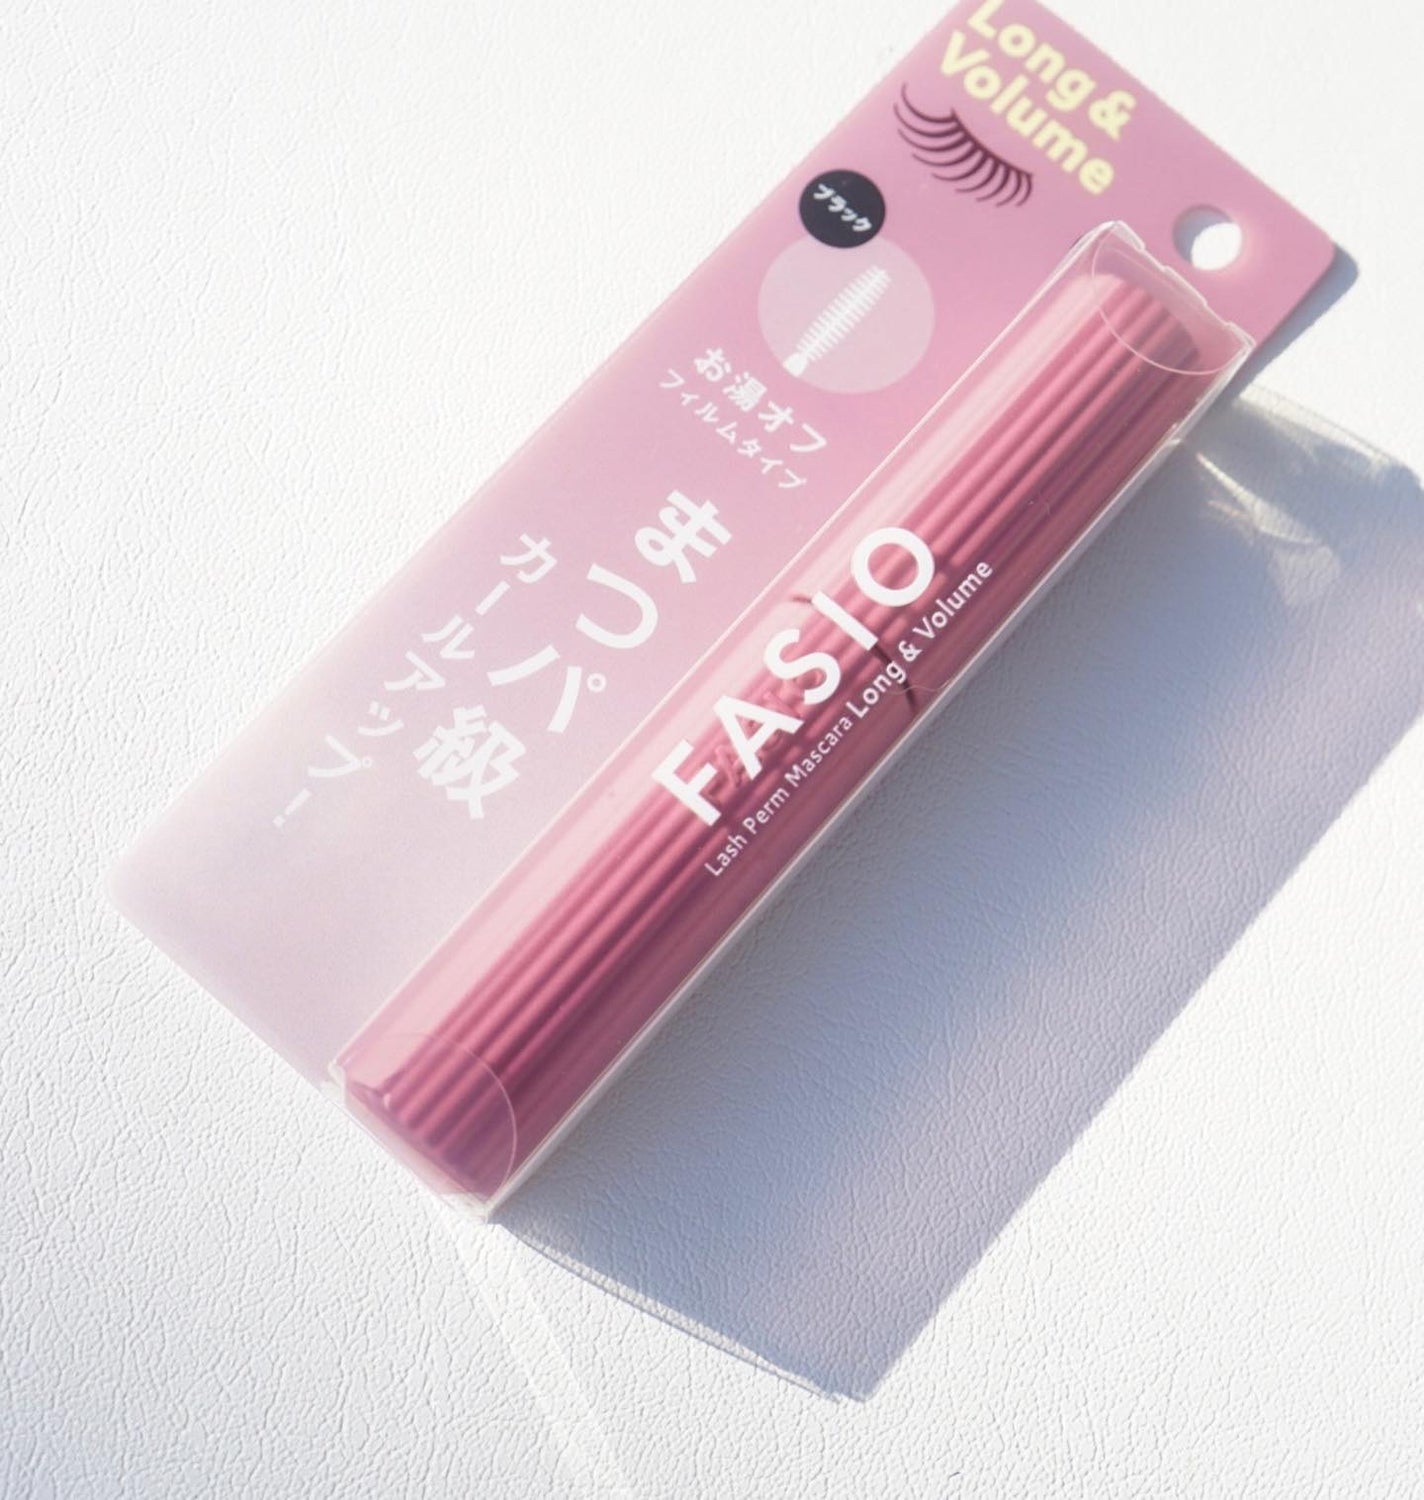 Long &
Volume
ブラック
お湯オフ
フィルムタイプ
まつパ級
カールアップ!
※
FASIO
Lash Perm Mascara Long & Volume
FASIO